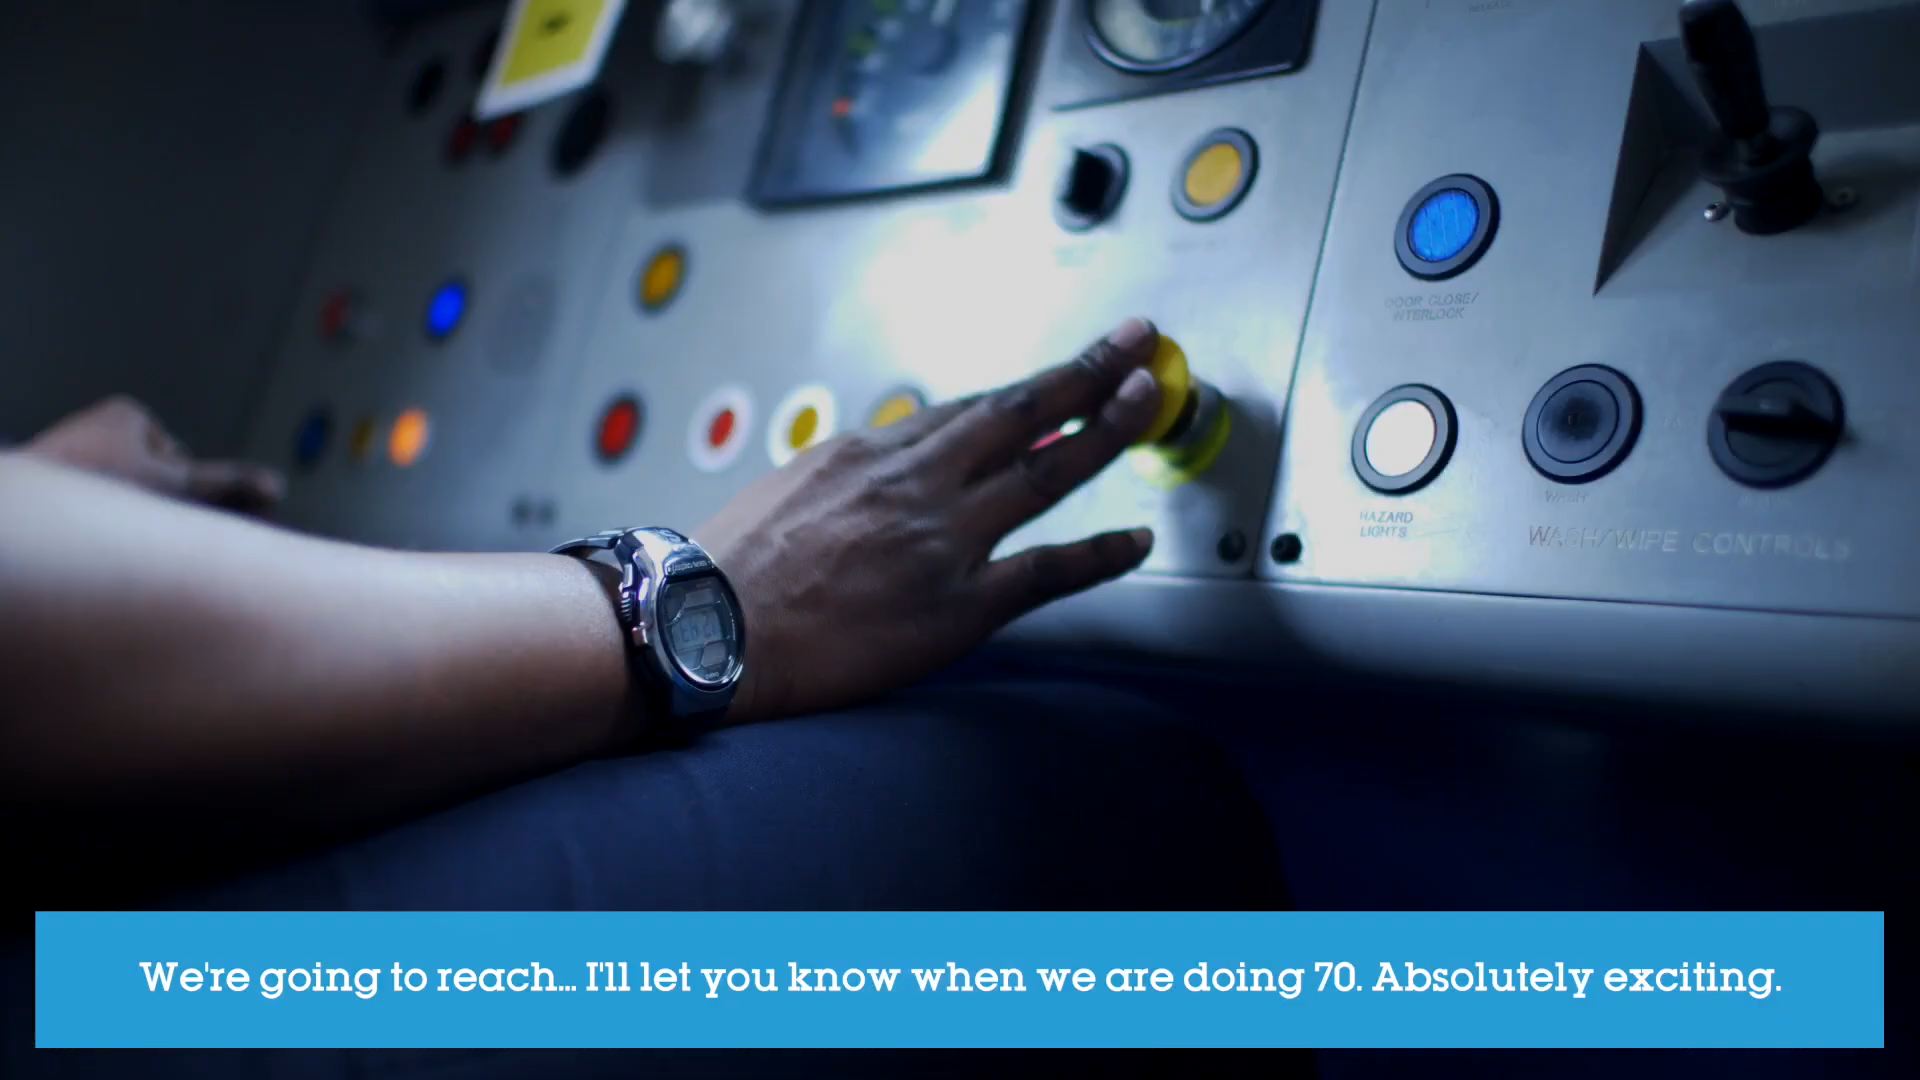 DOOR CLOSE/
INTERLOCK
HAZARD
LIGHTS
WASH
WASH/WIPE CONTROLS
We're going to reach... I'll let you know when we are doing 70. Absolutely exciting.